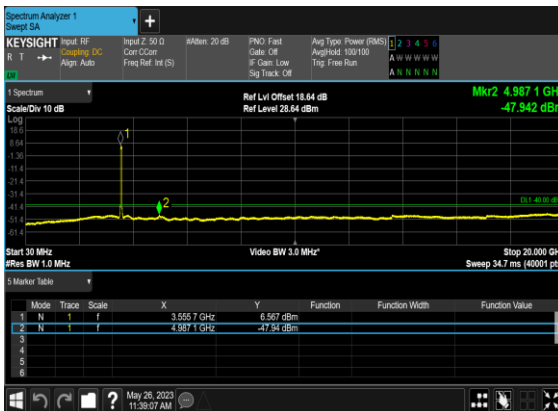 Spectrum Analyzer 1
Swept SA
KEYSIGHT Input: RF Input Z: 50 Ω #Atten: 20 dB PNO: Fast Avg Type: Power (RMS) 1 2 3 4 5 6
R T Coupling: DC Corr CCorr Gate: Off Avg|Hold: 100/100 A W W W W W
Align: Auto Freq Ref: Int (S) IF Gain: Low Trig: Free Run
Sig Track: Off A N N N N N
1 Spectrum Ref Lvl Offset 18.64 dB Mkr2 4.987 1 GHz
Scale/Div 10 dB Ref Level 28.64 dBm -47.942 dBm
Log
18.6
8.64
-1.36
-11.4
-21.4
-31.4
-41.4
-51.4
-61.4
1
2
DL1 -40.00 dB
Start 30 MHz Video BW 3.0 MHz* Stop 20.000 GH
#Res BW 1.0 MHz Sweep 34.7 ms (40001 pt
5 Marker Table
Mode Trace Scale X Y Function Function Width Function Value
1 N 1 f 3.555 7 GHz 6.567 dBm
2 N 1 f 4.987 1 GHz -47.94 dBm
3
4
5
6
May 26, 2023
11:39:07 AM